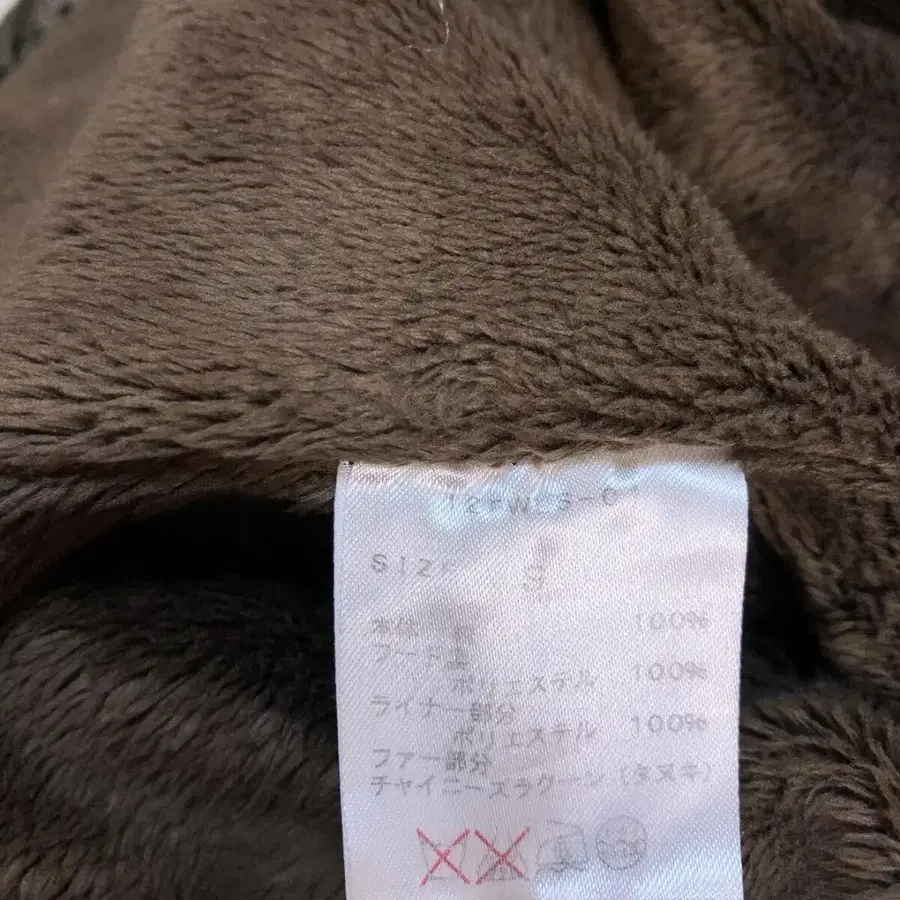 SIZE 3
本体 綿 100%
フード裏
ポリエステル 100%
ライナー部分
ポリエステル 100%
ファー部分
チャイニーズラクーン(タヌキ)